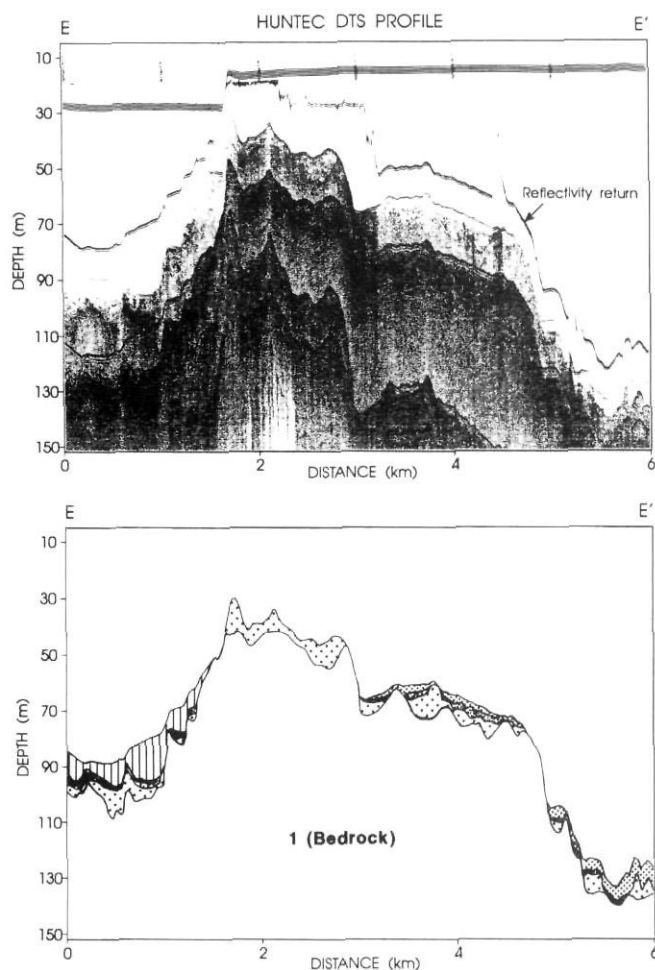 HUNTEC DTS PROFILE
E E'
10
30
50
70
90
110
130
150
DEPTH (m)
Reflectivity return
0 2 4 6
DISTANCE (km)
E E'
10
30
50
70
90
110
130
150
DEPTH (m)
1 (Bedrock)
0 2 4 6
DISTANCE (km)